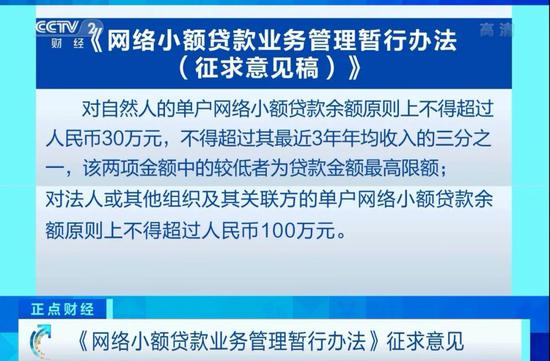 CCTV 2
财经
高清
《网络小额贷款业务管理暂行办法
（征求意见稿）》
对自然人的单户网络小额贷款余额原则上不得超过
人民币30万元，不得超过其最近3年年均收入的三分之
一，该两项金额中的较低者为贷款金额最高限额；
对法人或其他组织及其关联方的单户网络小额贷款余
额原则上不得超过人民币100万元。
正点财经
《网络小额贷款业务管理暂行办法》征求意见